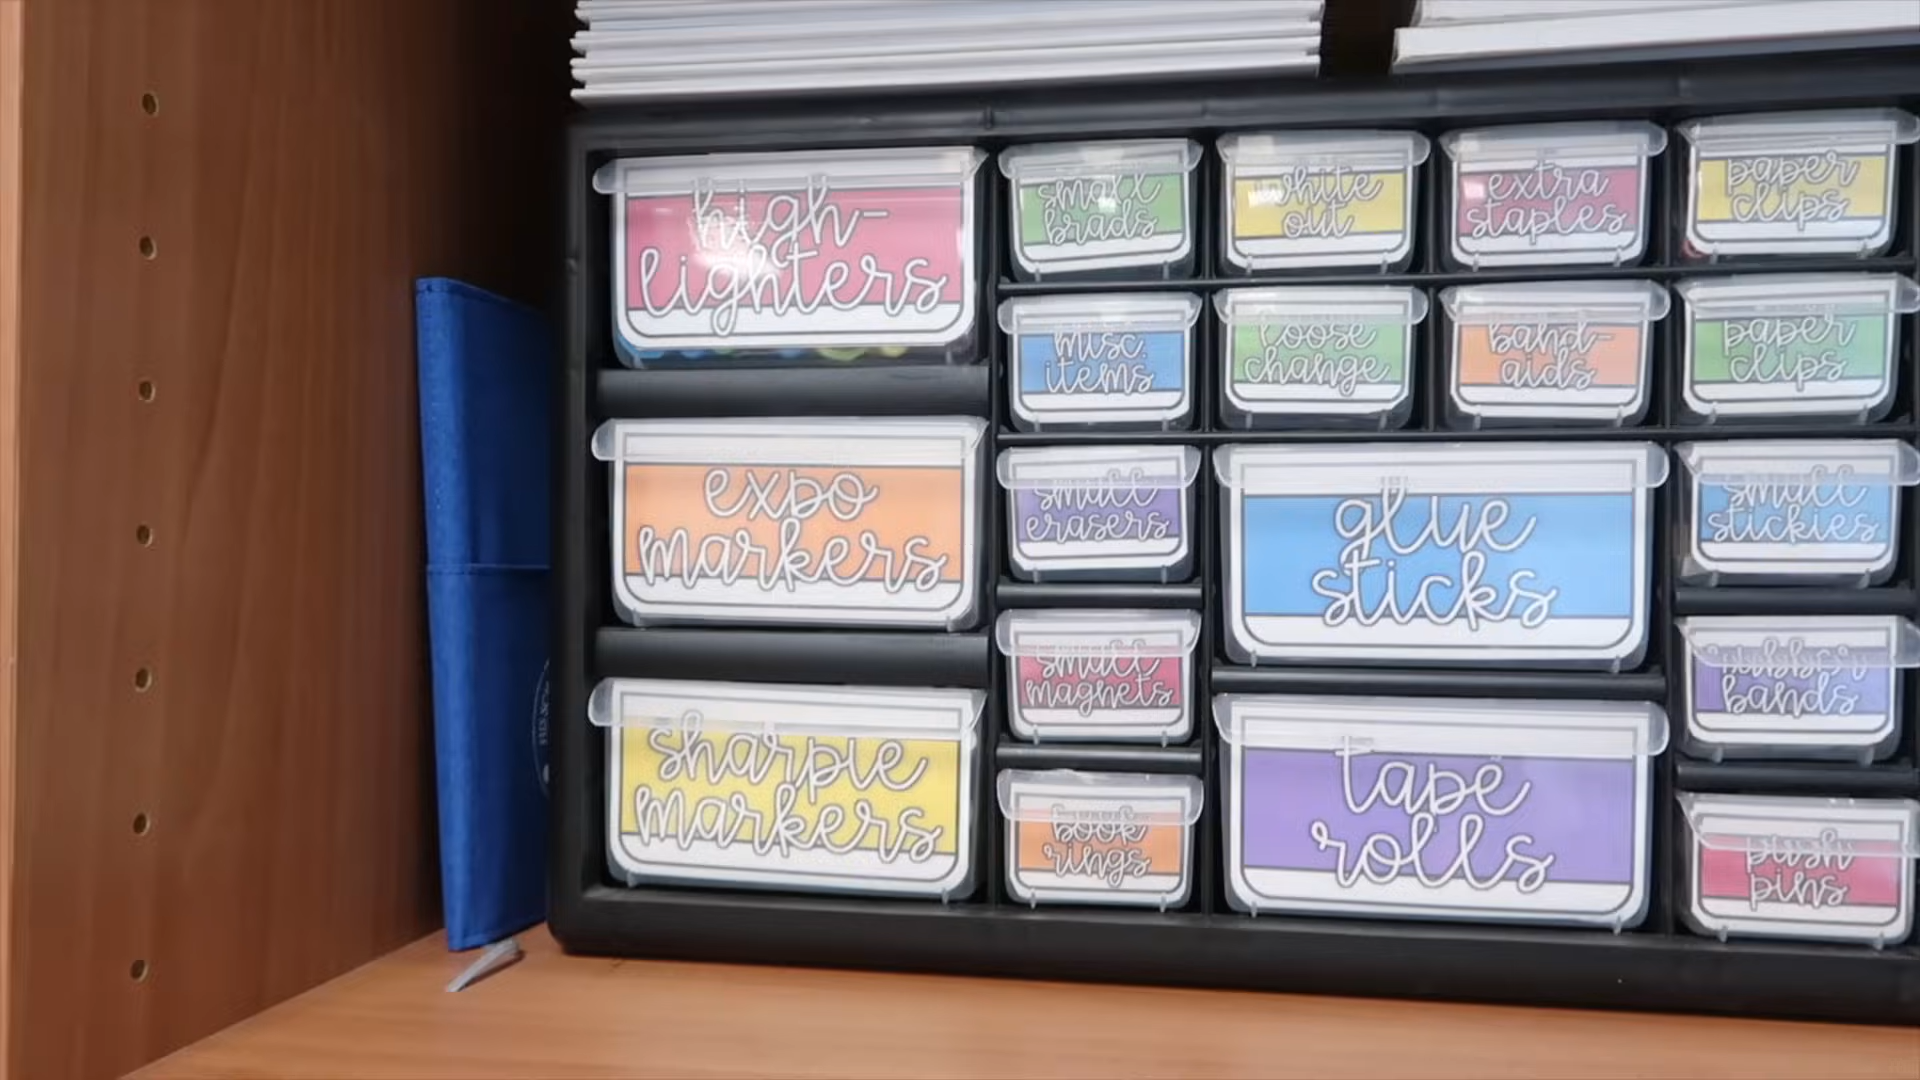 high-
lighters
small
brads
white
out
extra
staples
paper
clips
misc.
items
loose
change
band-
aids
paper
clips
expo
markers
small
erasers
glue
sticks
small
stickies
small
magnets
rubber
bands
sharpie
markers
book
rings
tape
rolls
push
pins